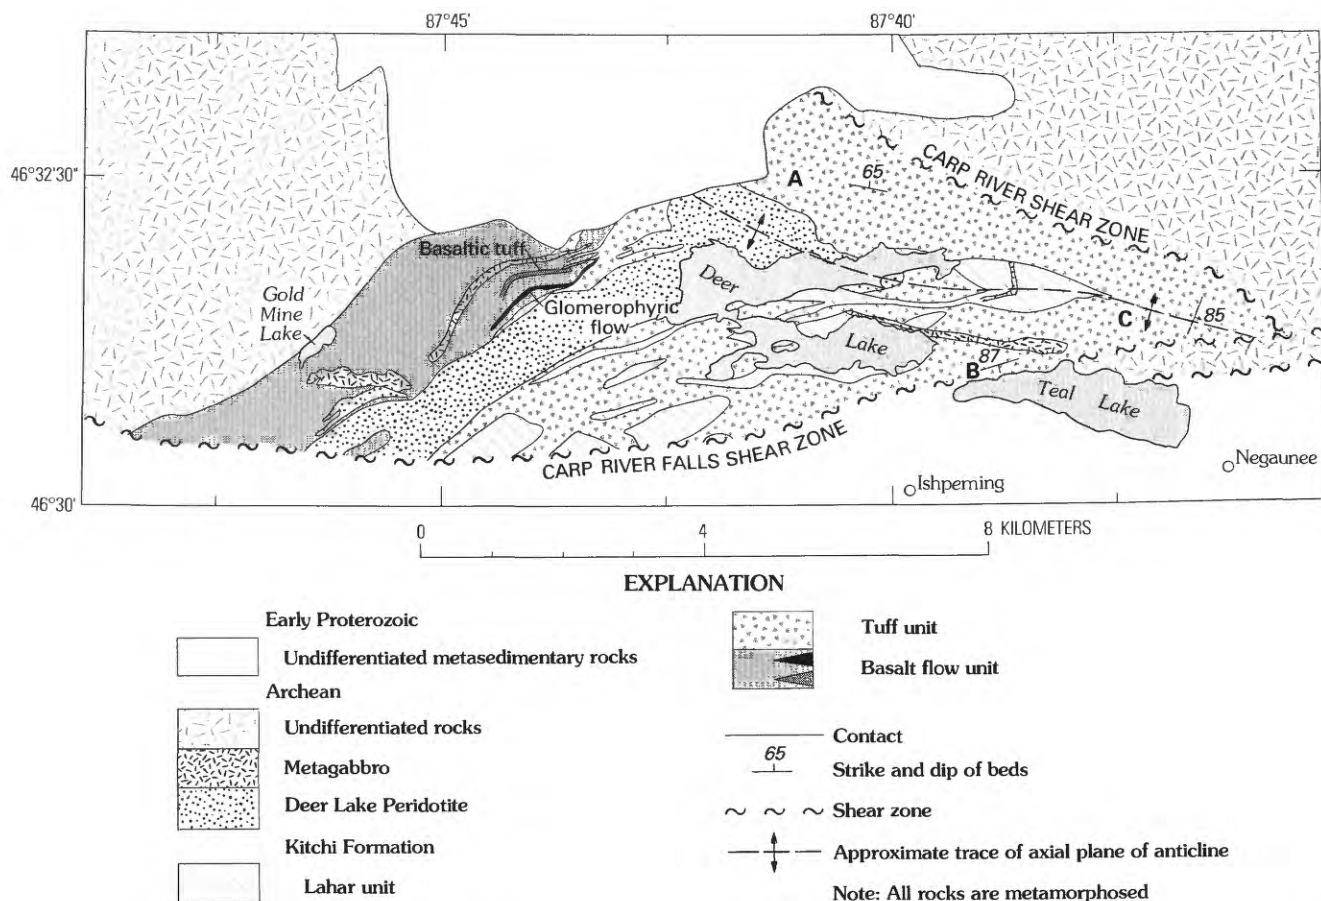 87°45'
87°40'
46°32'30"
A
65
CARP RIVER SHEAR ZONE
Basaltic tuff
Deer
Gold
Mine
Lake
Glomerophyric
flow
C
85
Lake
87
B
Teal Lake
CARP RIVER FALLS SHEAR ZONE
Negaunee
Ishpeming
46°30'
0 4 8 KILOMETERS
EXPLANATION
Early Proterozoic
Undifferentiated metasedimentary rocks
Archean
Undifferentiated rocks
Metagabbro
Deer Lake Peridotite
Kitchi Formation
Lahar unit
Tuff unit
Basalt flow unit
Contact
65
Strike and dip of beds
Shear zone
Approximate trace of axial plane of anticline
Note: All rocks are metamorphosed